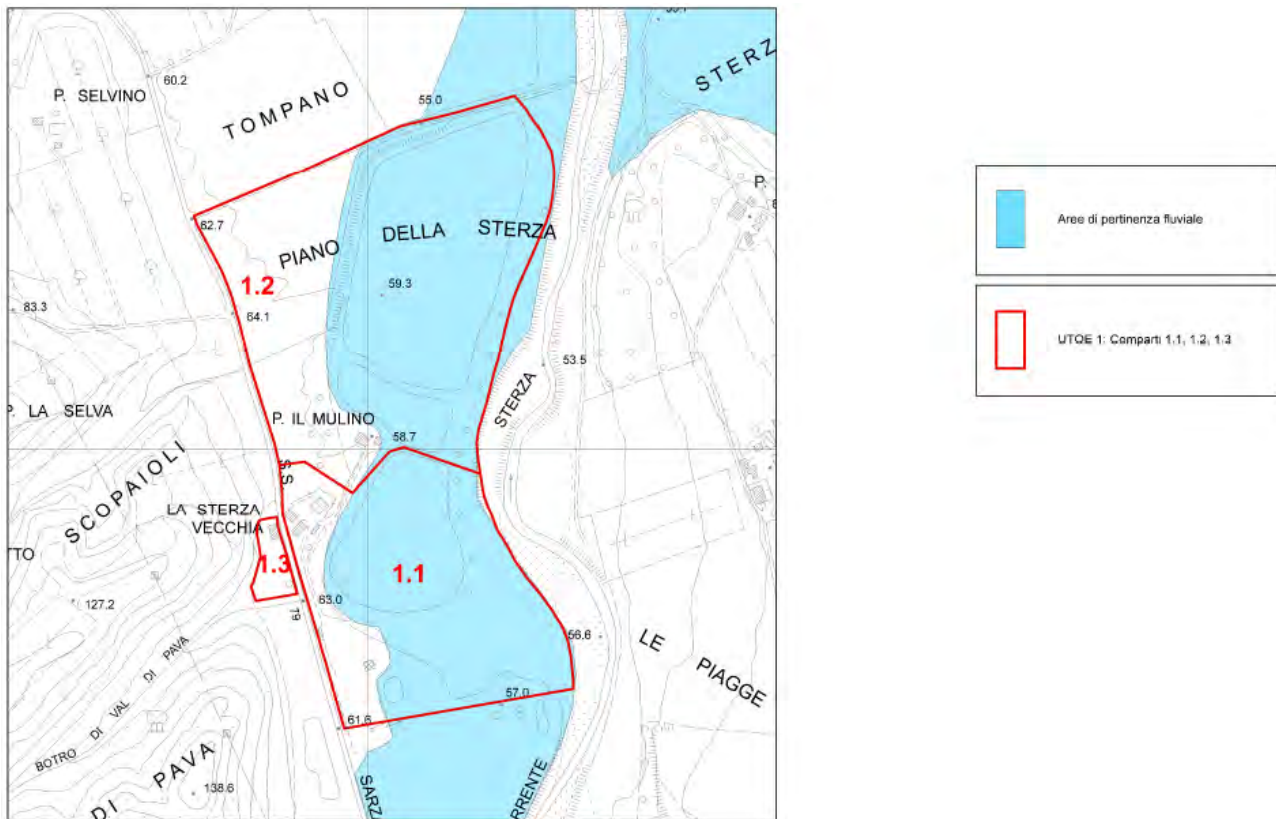 60.2
P. SELVINO
TOMPANO
55.0
STERZ
P.
62.7
PIANO DELLA STERZA
1.2
59.3
83.3
64.1
53.5
STERZA
P. LA SELVA
P. IL MULINO
58.7
S.S
SCOPAIOLI
LA STERZA
VECCHIA
TTO
1.3
1.1
127.2
63.0
56.6
LE PIAGGE
BOTRO DI VAL DI PAVA
57.0
61.6
DI PAVA
138.6
SARZ
RRENTE
Aree di pertinenza fluviale
UTOE 1: Comparti 1.1, 1.2, 1.3